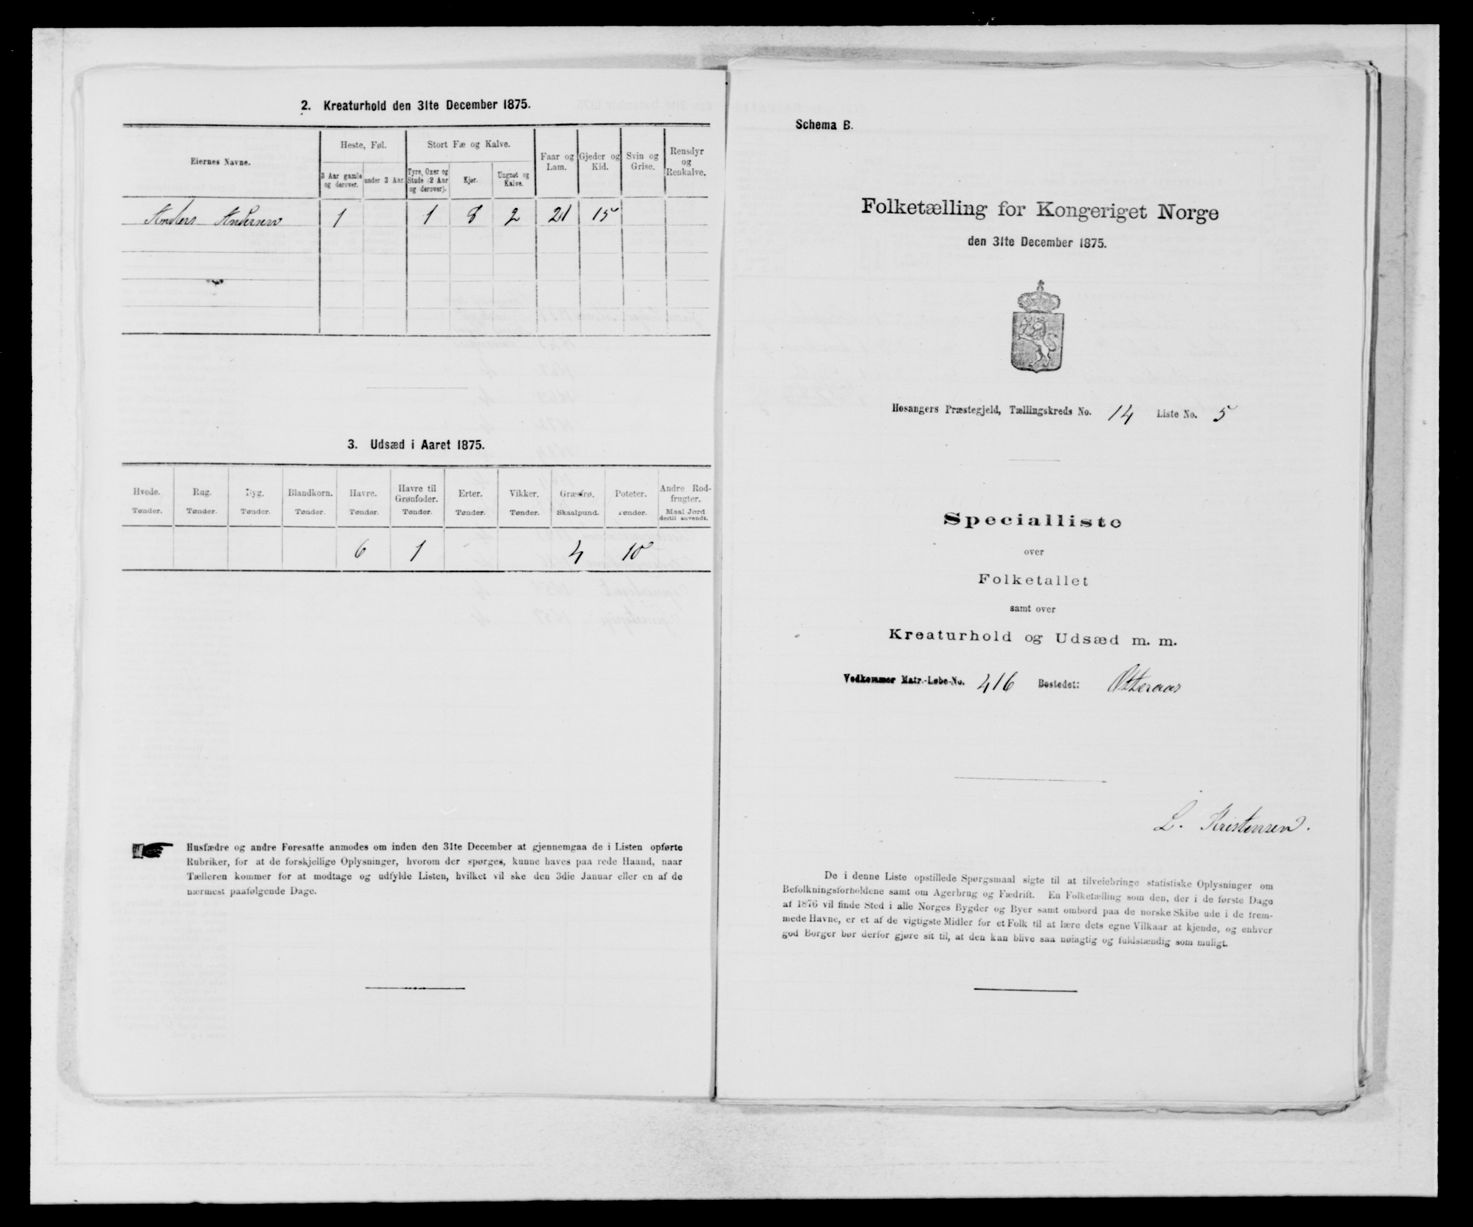 2. Kreaturhold den 31te December 1875.
Eiernes Navne.
Heste, Føl.
Stort Fæ og Kalve.
Faar og Lam.
Gjeder og Kid.
Svin og Grise.
Rensdyr og Renkalve.
3 Aar gamle og derover.
under 3 Aar.
Tyre, Oxer og Stude (2 Aar og derover).
Kjør.
Ungnøt og Kalve.
Anders Andersen 1 1 8 2 21 15
3. Udsæd i Aaret 1875.
Hvede. Rug. Byg. Blandkorn. Havre. Havre til Grønfoder. Erter. Vikker. Græsfrø. Poteter. Andre Rodfrugter.
Tønder. Tønder. Tønder. Tønder. Tønder. Tønder. Tønder. Tønder. Skaalpund. Tønder. Maal Jord dertil anvendt.
6 1 4 10
Husfædre og andre Foresatte anmodes om inden den 31te December at gjennemgaa de i Listen opførte
Rubriker, for at de forskjellige Oplysninger, hvorom der spørges, kunne haves paa rede Haand, naar
Tælleren kommer for at modtage og udfylde Listen, hvilket vil ske den 3die Januar eller en af de
nærmest paafølgende Dage.
Schema B.
Folketælling for Kongeriget Norge
den 31te December 1875.
Hosangers Præstegjeld, Tællingskreds No. 14 Liste No. 5
Specialliste
over
Folketallet
samt over
Kreaturhold og Udsæd m. m.
Vedkommer Matr.-Løbe-No. 416 Bostedet: Otteraas
L. Kristensen.
De i denne Liste opstillede Spørgsmaal sigte til at tilveiebringe statistiske Oplysninger om
Befolkningsforholdene samt om Agerbrug og Fædrift. En Folketælling som den, der i de første Dage
af 1876 vil finde Sted i alle Norges Bygder og Byer samt ombord paa de norske Skibe ude i de frem-
mede Havne, er et af de vigtigste Midler for et Folk til at lære dets egne Vilkaar at kjende, og enhver
god Borger bør derfor gjøre sit til, at den kan blive saa nøiagtig og fuldstændig som muligt.